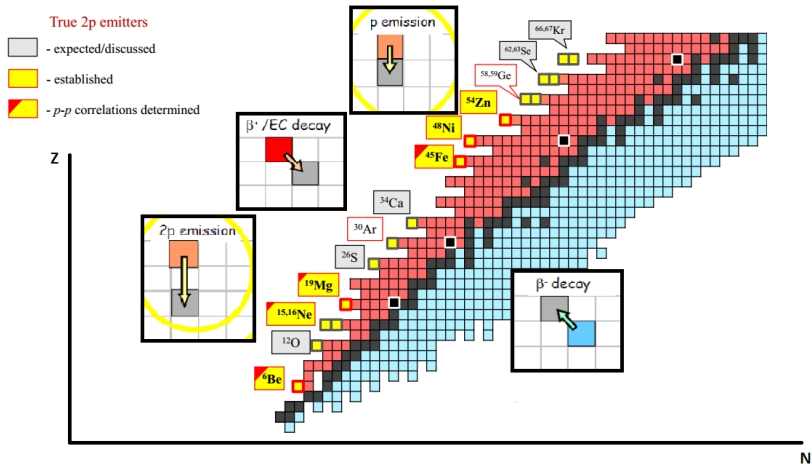 True 2p emitters
- expected/discussed
- established
- p-p correlations determined
p emission
β⁺ /EC decay
2p emission
β⁻ decay
⁶⁶,⁶⁷Kr
⁶²,⁶³Se
⁵⁸,⁵⁹Ge
⁵⁴Zn
⁴⁸Ni
⁴⁵Fe
³⁴Ca
³⁰Ar
²⁶S
¹⁹Mg
¹⁵,¹⁶Ne
¹²O
⁶Be
Z
N